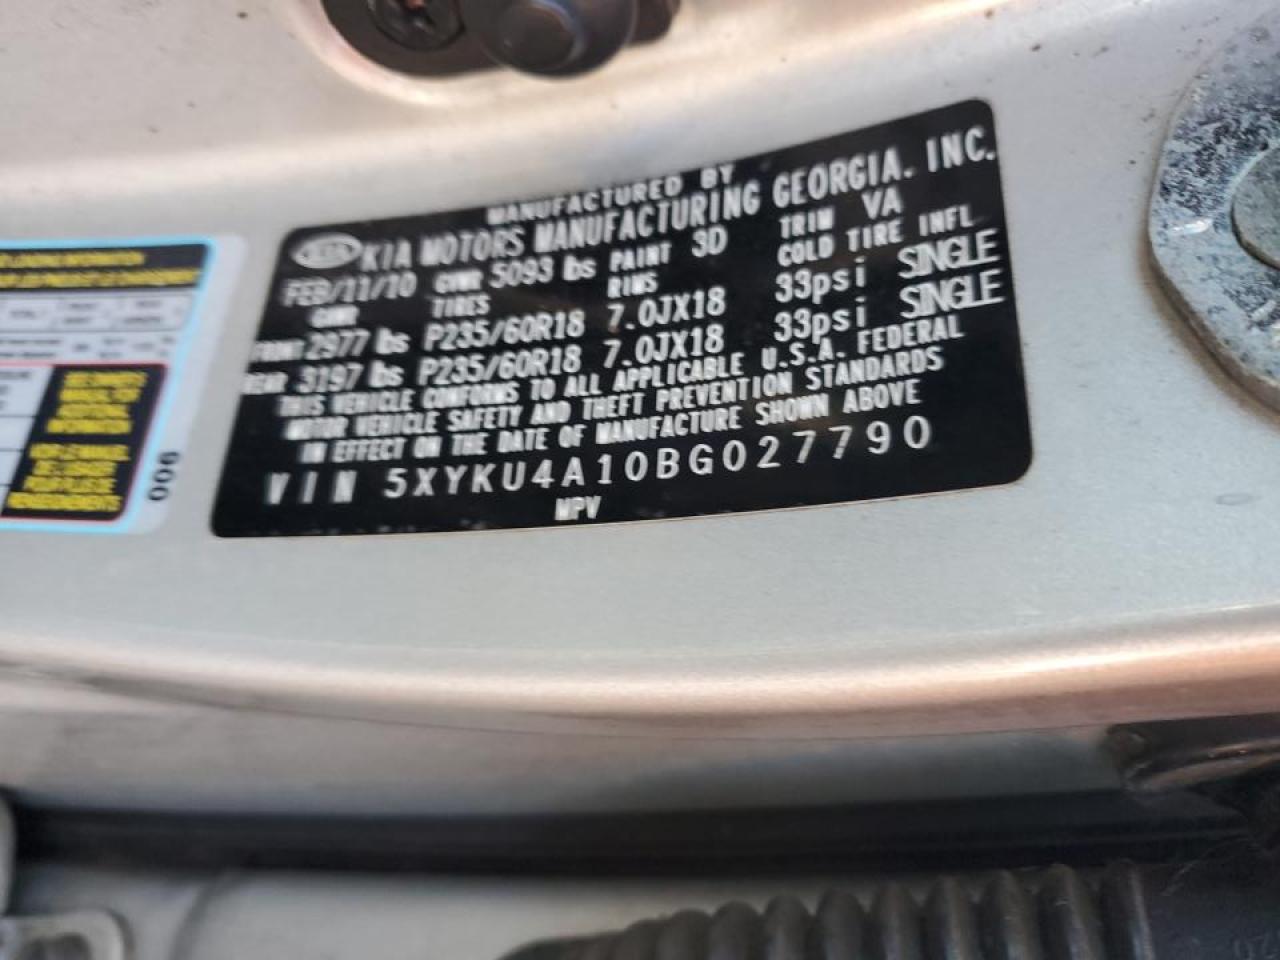 MANUFACTURED BY
KIA KIA MOTORS MANUFACTURING GEORGIA. INC.
FEB/11/10 GVWR 5093 lbs PAINT 3D TRIM VA
GAWR TIRES RIMS COLD TIRE INFL
FRONT 2977 lbs P235/60R18 7.0JX18 33psi SINGLE
REAR 3197 lbs P235/60R18 7.0JX18 33psi SINGLE
THIS VEHICLE CONFORMS TO ALL APPLICABLE U.S.A. FEDERAL
MOTOR VEHICLE SAFETY AND THEFT PREVENTION STANDARDS
IN EFFECT ON THE DATE OF MANUFACTURE SHOWN ABOVE
VIN 5XYKU4A10BG027790
MPV
006